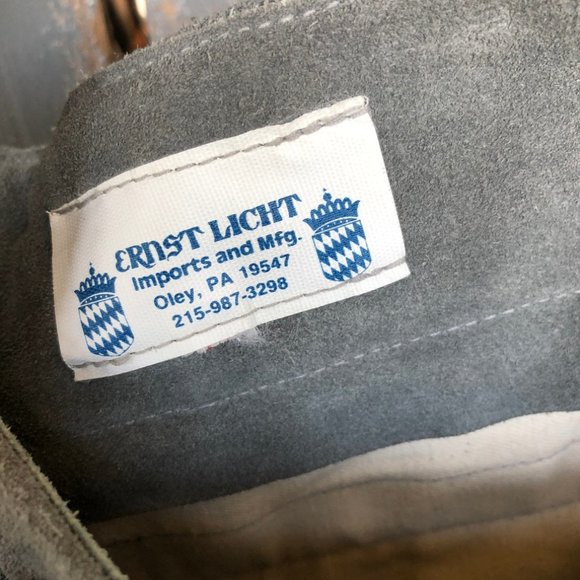 ERNST LICHT
Imports and Mfg.
Oley, PA 19547
215-987-3298